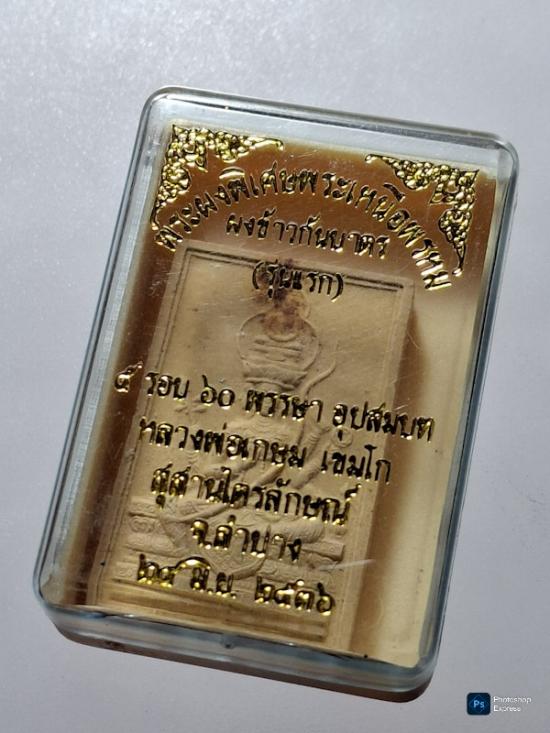 พระผงพิเศษพระเหนือพรหม
ผงข้าวก้นบาตร
(รุ่นแรก)
๕ รอบ ๖๐ พรรษา อุปสมบท
หลวงพ่อเกษม เขมโก
สุสานไตรลักษณ์
จ.ลำปาง
๒๘ มิ.ย. ๒๕๓๖
Ps Photoshop
Express